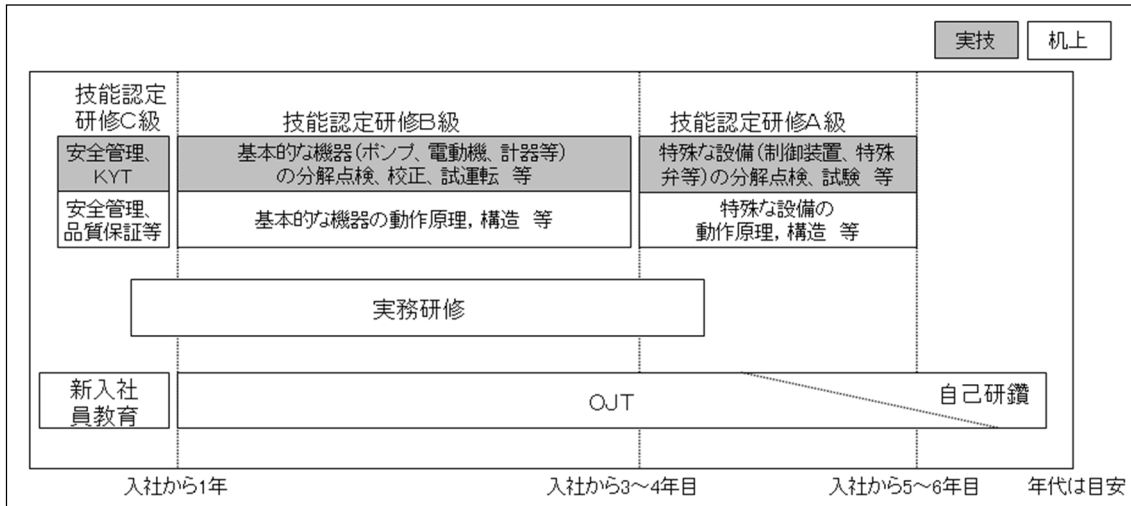 実技
机上
技能認定
研修C級
技能認定研修B級
技能認定研修A級
安全管理、
KYT
基本的な機器(ポンプ、電動機、計器等)
の分解点検、校正、試運転　等
特殊な設備(制御装置、特殊
弁等)の分解点検、試験　等
安全管理、
品質保証等
基本的な機器の動作原理，構造　等
特殊な設備の
動作原理，構造　等
実務研修
新入社
員教育
OJT
自己研鑽
入社から1年
入社から3～4年目
入社から5～6年目
年代は目安